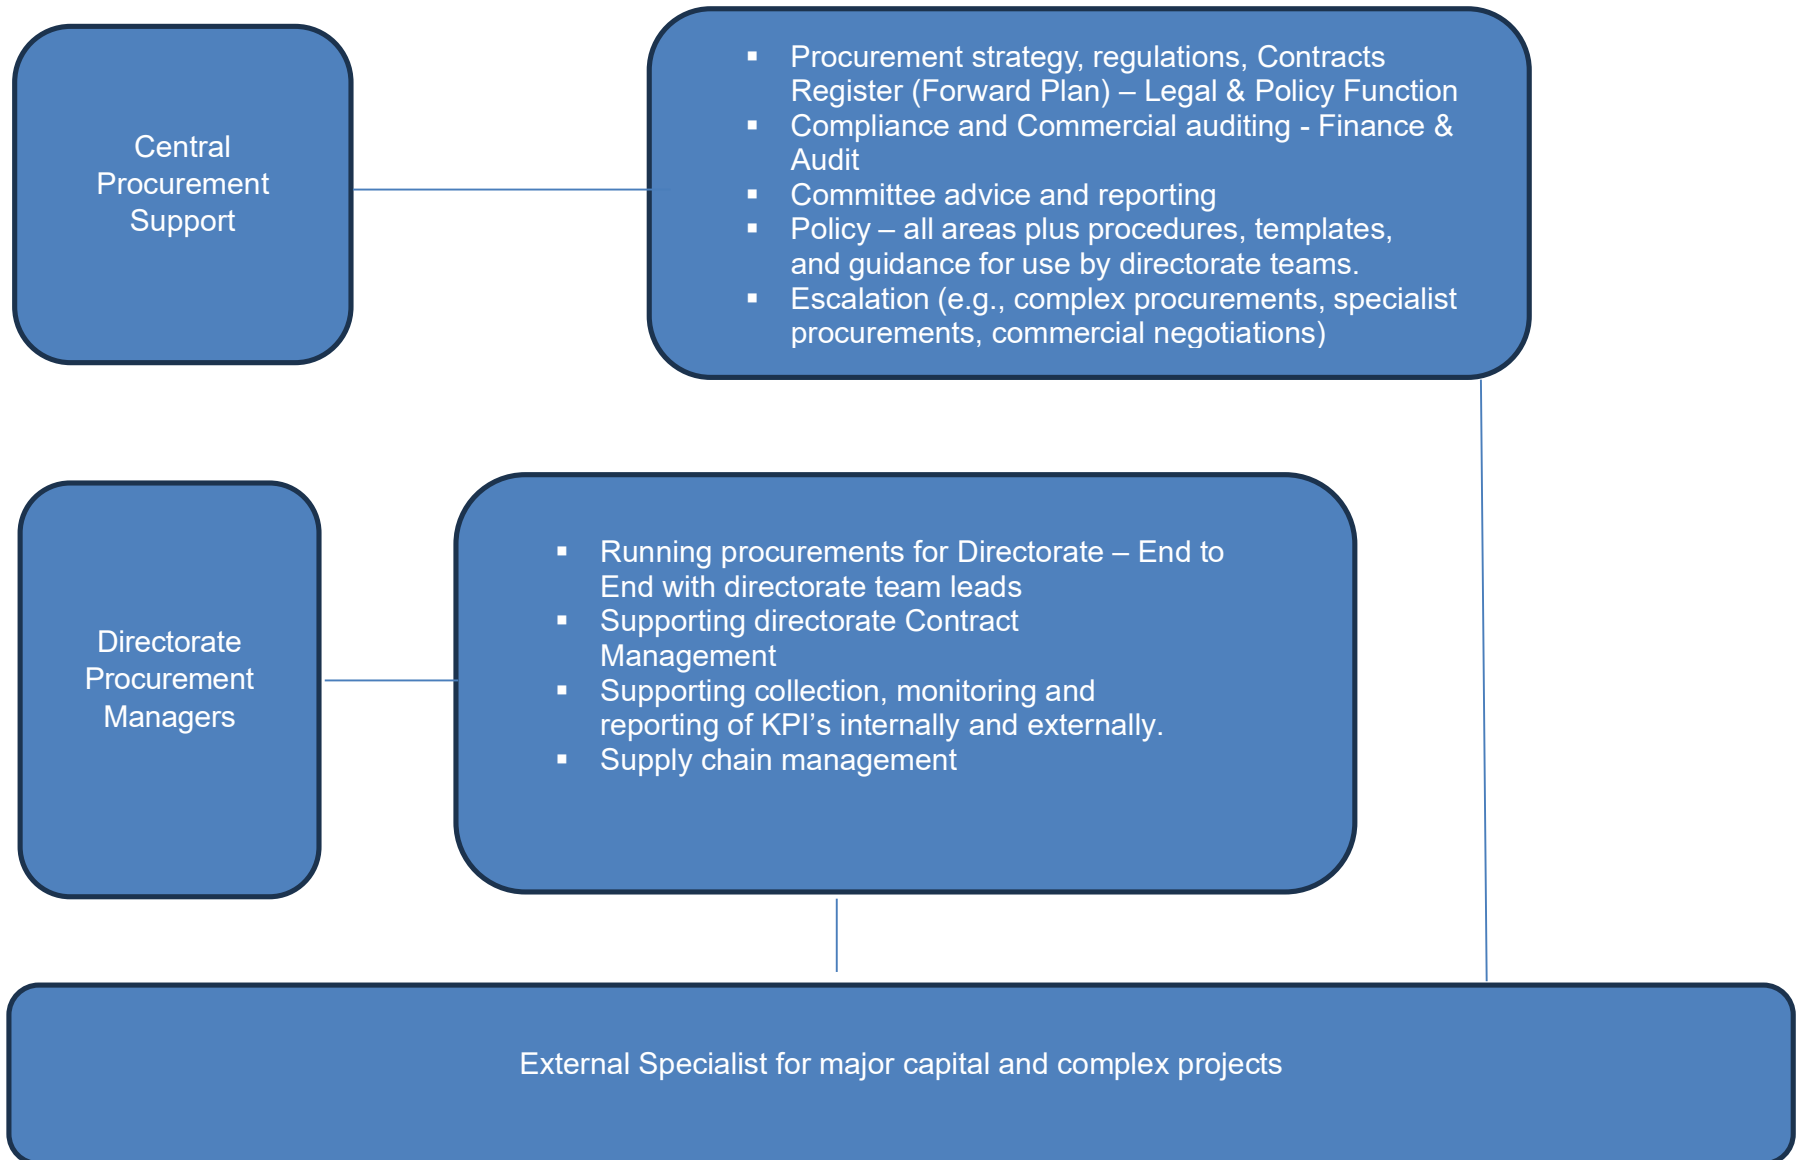 Central
Procurement
Support
▪ Procurement strategy, regulations, Contracts
Register (Forward Plan) – Legal & Policy Function
▪ Compliance and Commercial auditing - Finance &
Audit
▪ Committee advice and reporting
▪ Policy – all areas plus procedures, templates,
and guidance for use by directorate teams.
▪ Escalation (e.g., complex procurements, specialist
procurements, commercial negotiations)
Directorate
Procurement
Managers
▪ Running procurements for Directorate – End to
End with directorate team leads
▪ Supporting directorate Contract
Management
▪ Supporting collection, monitoring and
reporting of KPI’s internally and externally.
▪ Supply chain management
External Specialist for major capital and complex projects